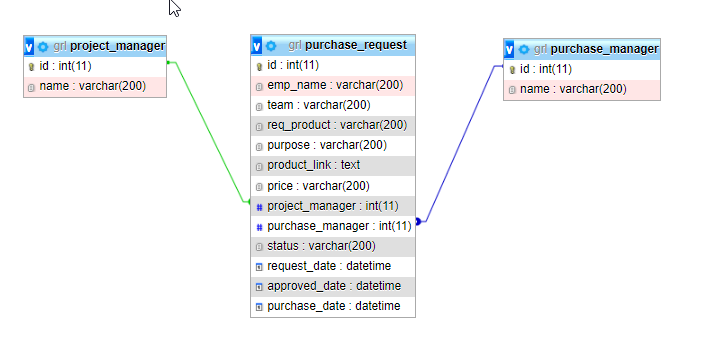 v grl project_manager
id : int(11)
name : varchar(200)
v grl purchase_request
id : int(11)
emp_name : varchar(200)
team : varchar(200)
req_product : varchar(200)
purpose : varchar(200)
product_link : text
price : varchar(200)
# project_manager : int(11)
# purchase_manager : int(11)
status : varchar(200)
request_date : datetime
approved_date : datetime
purchase_date : datetime
v grl purchase_manager
id : int(11)
name : varchar(200)